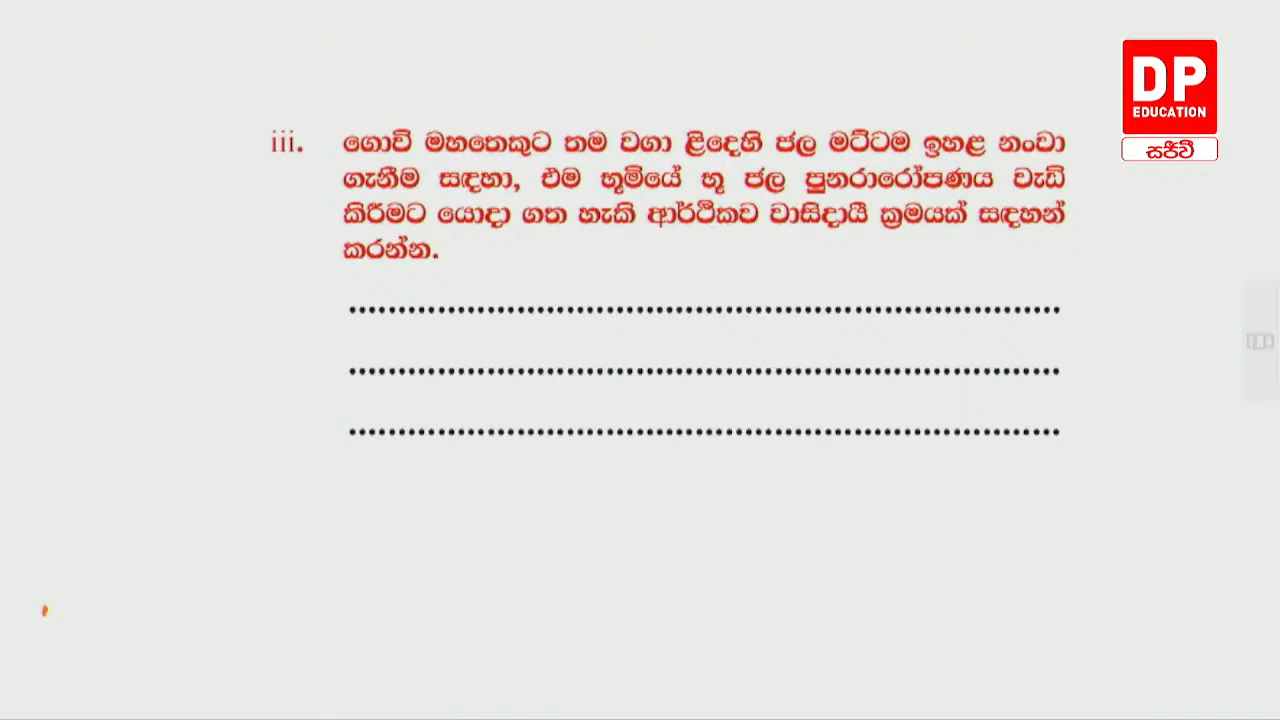 DP
EDUCATION
සජීවී
iii. ගොවි මහතෙකුට තම වගා ළිදෙහි ජල මට්ටම ඉහළ නංවා
ගැනීම සඳහා, එම භූමියේ භූ ජල පුනරාරෝපණය වැඩි
කිරීමට යොදා ගත හැකි ආර්ථිකව වාසිදායී ක්‍රමයක් සඳහන්
කරන්න.